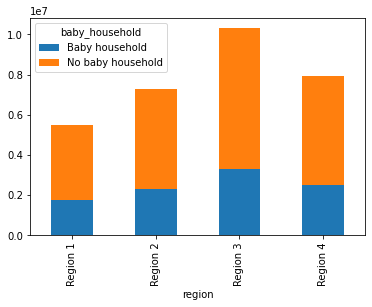 1e7
baby_household
Baby household
No baby household
1.0
0.8
0.6
0.4
0.2
0.0
Region 1
Region 2
Region 3
Region 4
region